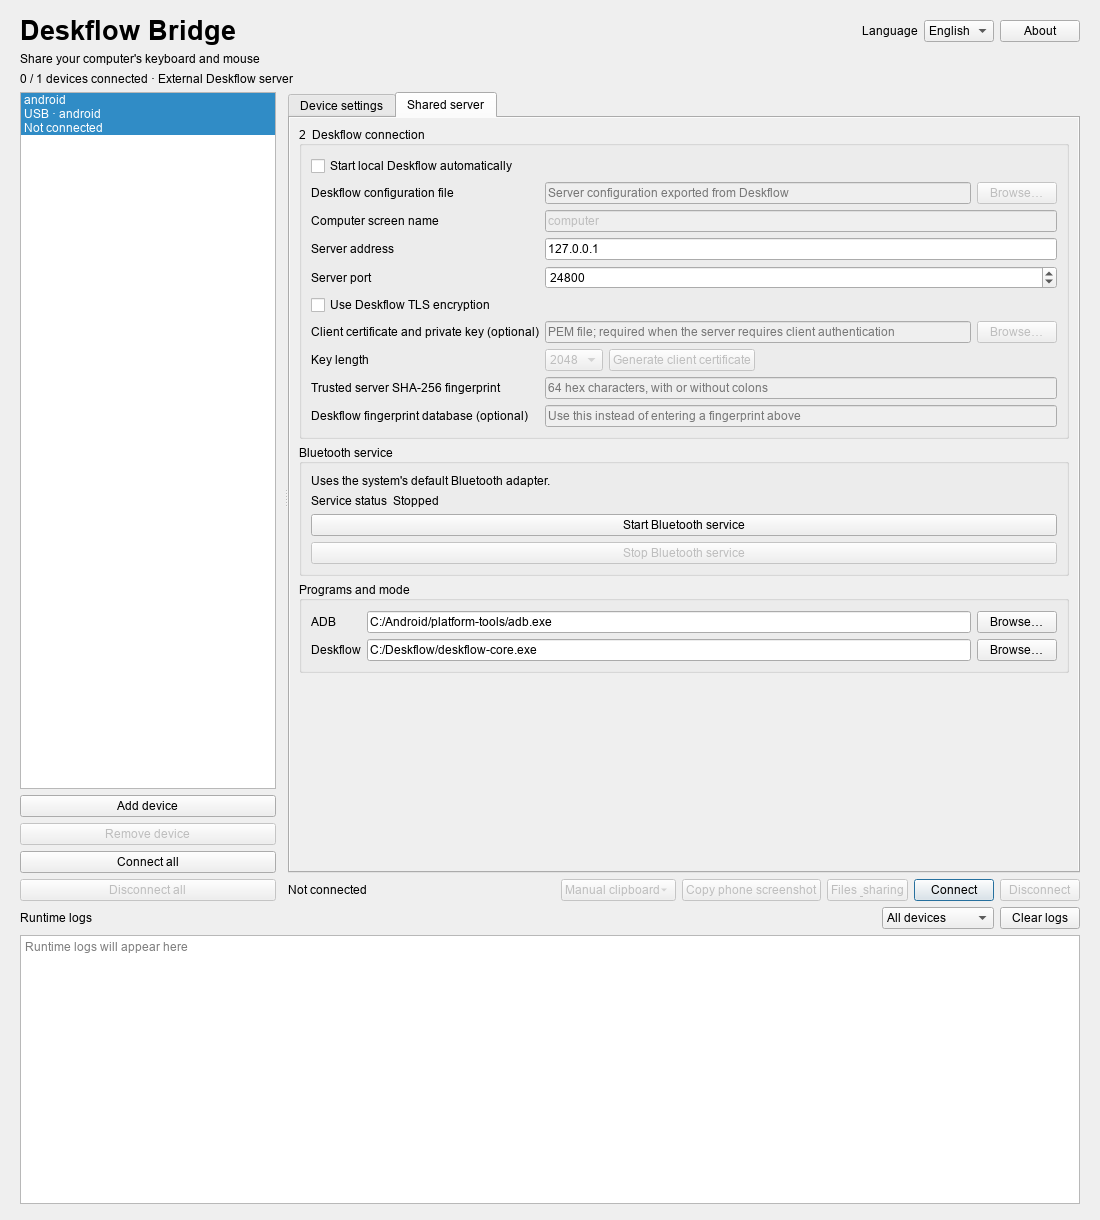 Deskflow Bridge
Language English About
Share your computer's keyboard and mouse
0 / 1 devices connected · External Deskflow server
android
USB · android
Not connected
Add device
Remove device
Connect all
Disconnect all
Device settings Shared server
2 Deskflow connection
Start local Deskflow automatically
Deskflow configuration file Server configuration exported from Deskflow Browse…
Computer screen name computer
Server address 127.0.0.1
Server port 24800
Use Deskflow TLS encryption
Client certificate and private key (optional) PEM file; required when the server requires client authentication Browse…
Key length 2048 Generate client certificate
Trusted server SHA-256 fingerprint 64 hex characters, with or without colons
Deskflow fingerprint database (optional) Use this instead of entering a fingerprint above
Bluetooth service
Uses the system's default Bluetooth adapter.
Service status Stopped
Start Bluetooth service
Stop Bluetooth service
Programs and mode
ADB C:/Android/platform-tools/adb.exe Browse…
Deskflow C:/Deskflow/deskflow-core.exe Browse…
Not connected Manual clipboard Copy phone screenshot Files_sharing Connect Disconnect
Runtime logs All devices Clear logs
Runtime logs will appear here